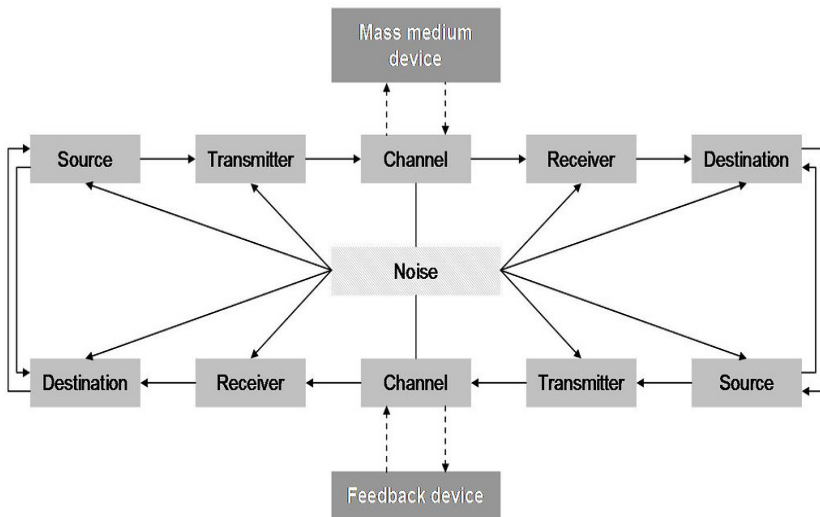 Mass medium
device
Source
Transmitter
Channel
Receiver
Destination
Noise
Destination
Receiver
Channel
Transmitter
Source
Feedback device